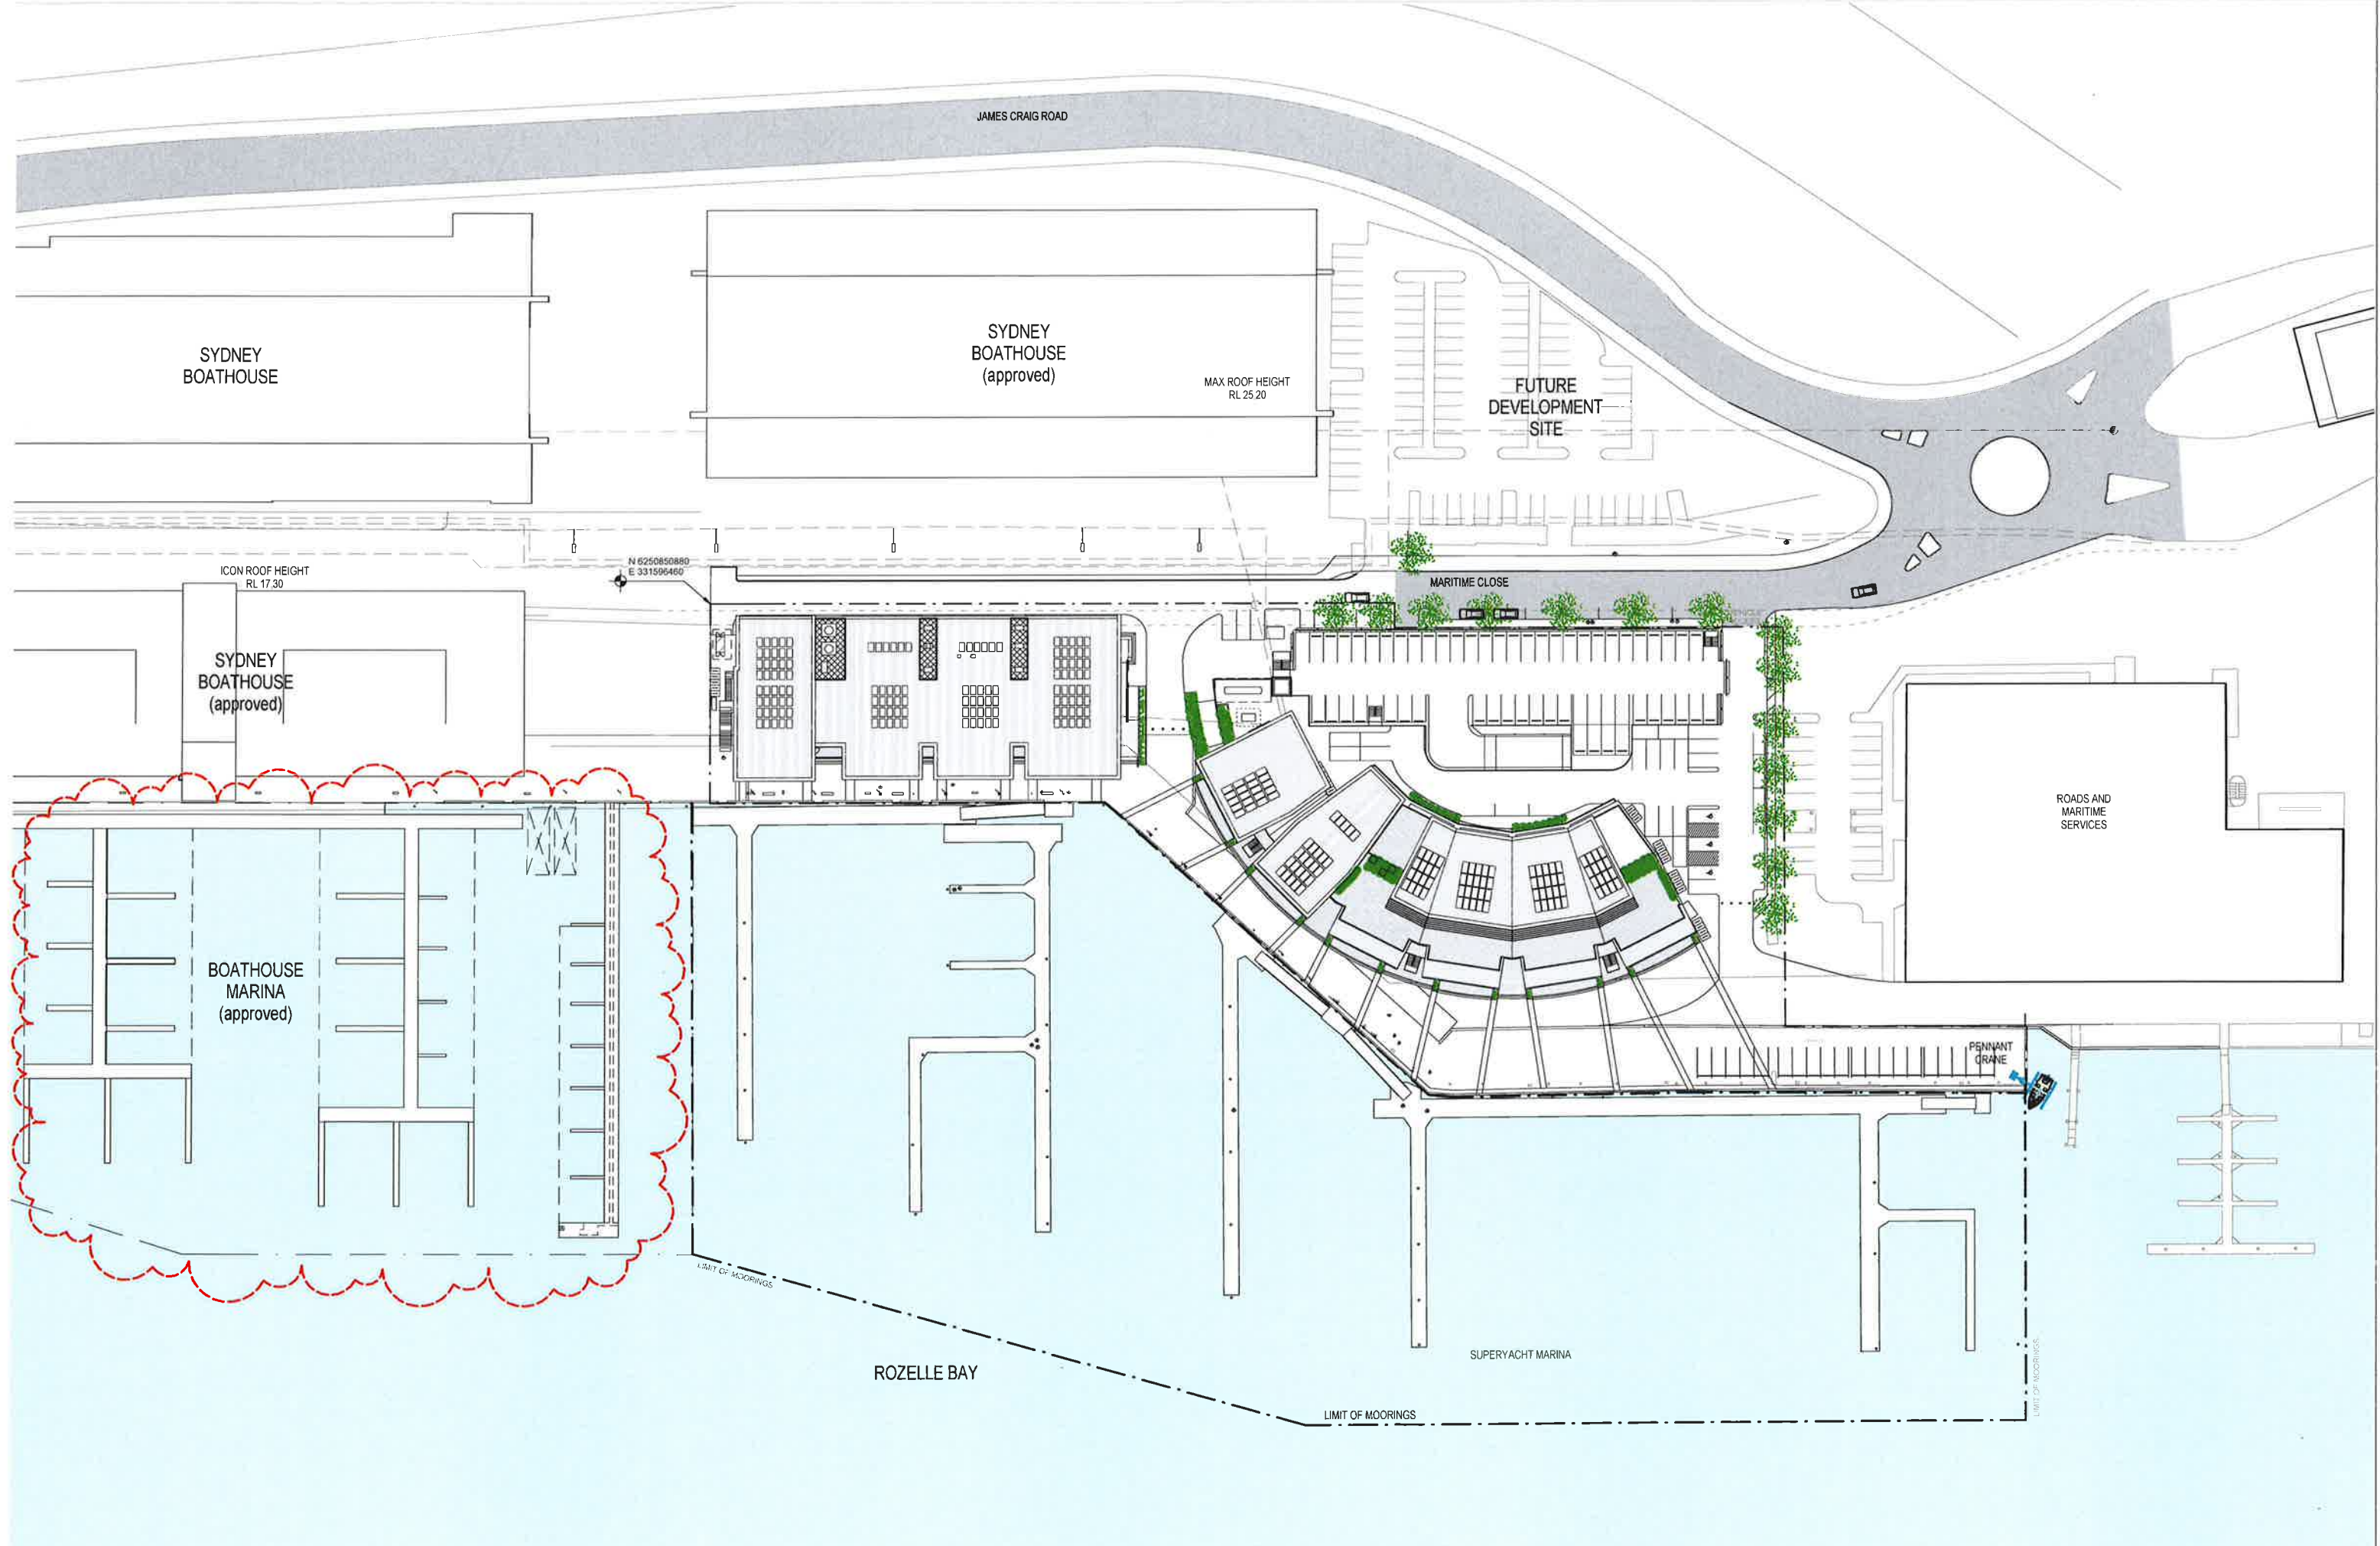 JAMES CRAIG ROAD
SYDNEY
BOATHOUSE
SYDNEY
BOATHOUSE
(approved)
MAX ROOF HEIGHT
RL 25.20
FUTURE
DEVELOPMENT
SITE
N 6250850880
E 331596460
ICON ROOF HEIGHT
RL 17.30
MARITIME CLOSE
SYDNEY
BOATHOUSE
(approved)
ROADS AND
MARITIME
SERVICES
BOATHOUSE
MARINA
(approved)
PENNANT
CRANE
LIMIT OF MOORINGS
SUPERYACHT MARINA
ROZELLE BAY
LIMIT OF MOORINGS
LIMIT OF MOORINGS